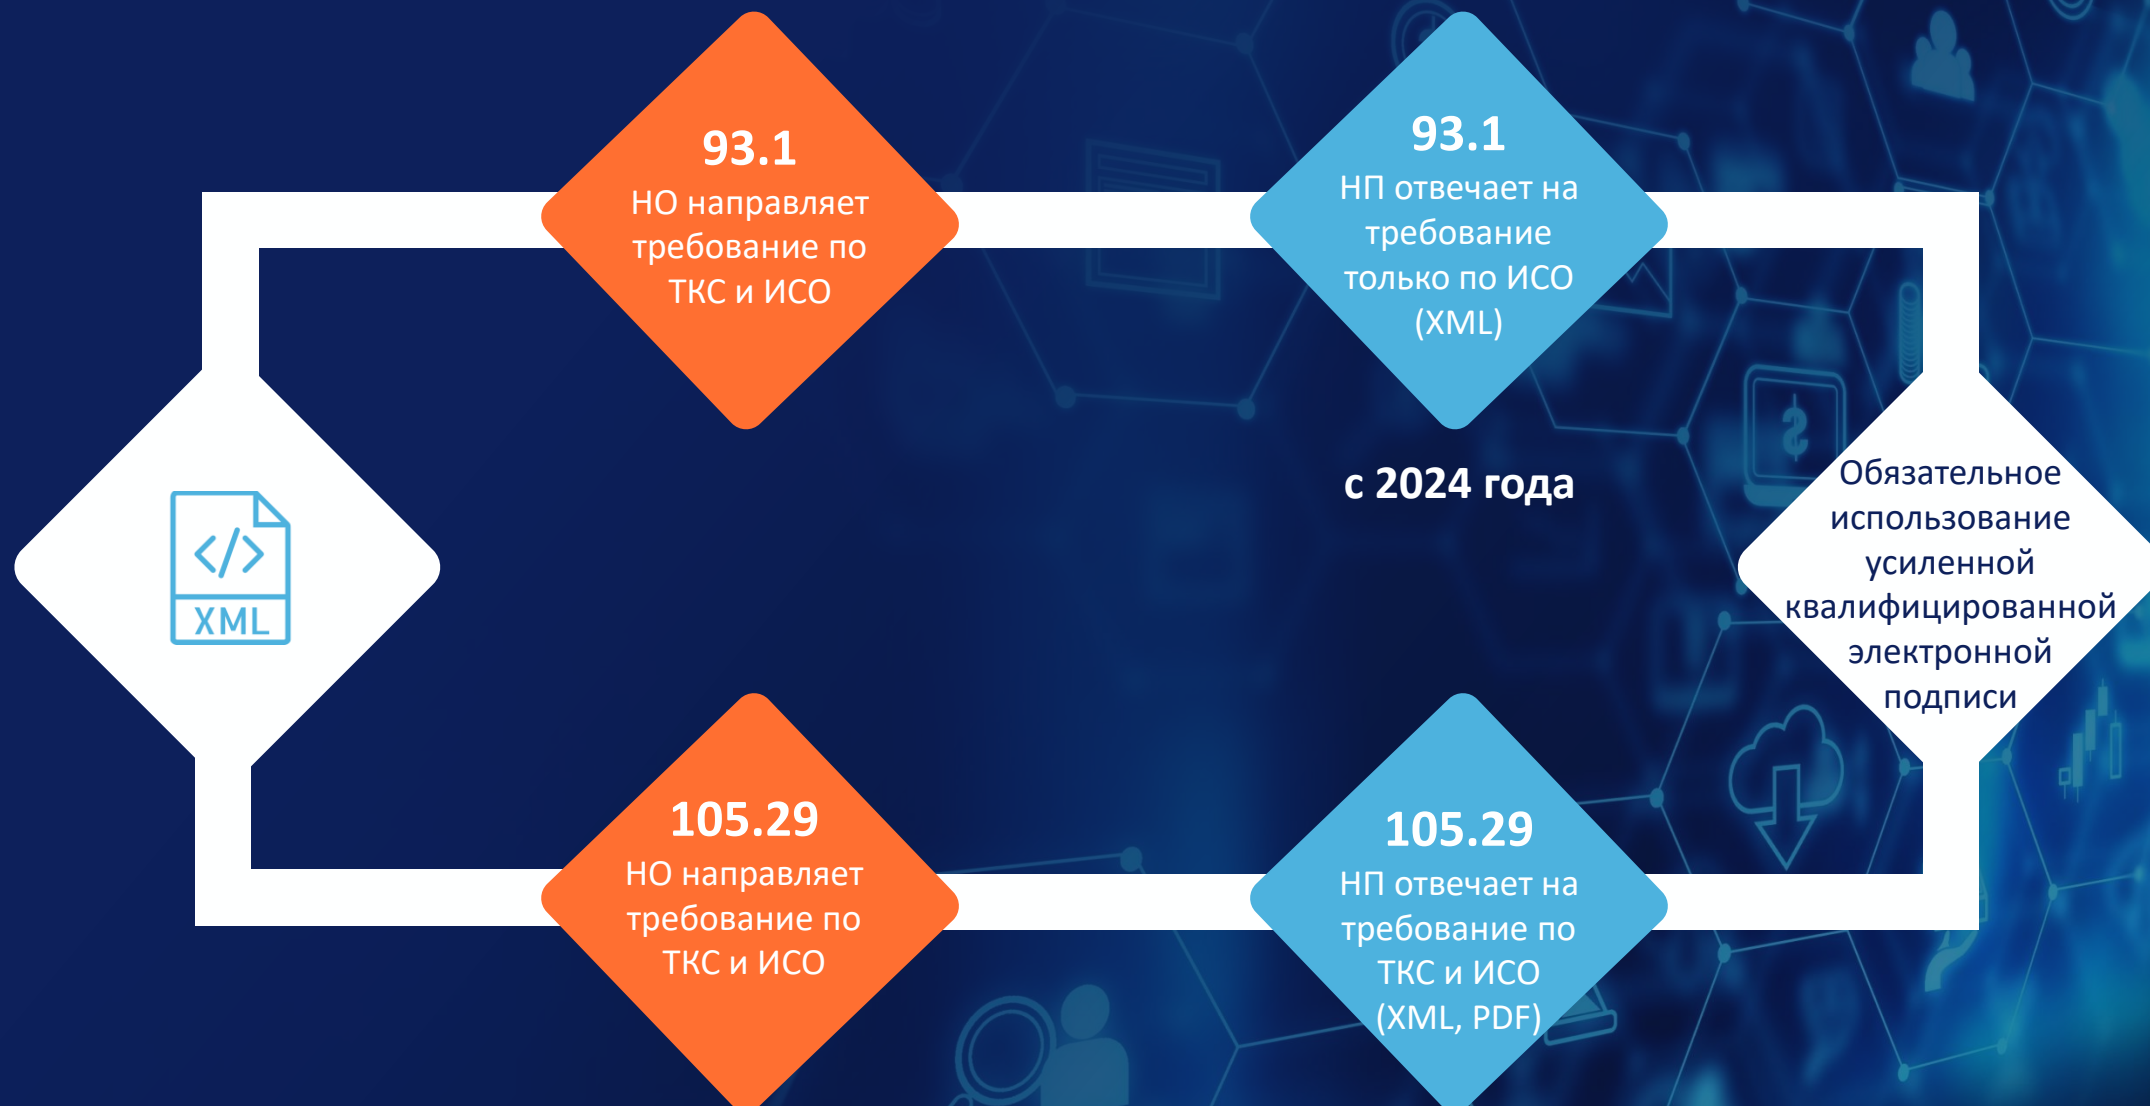 93.1
НО направляет
требование по
ТКС и ИСО
93.1
НП отвечает на
требование
только по ИСО
(XML)
с 2024 года
XML
Обязательное
использование
усиленной
квалифицированной
электронной
подписи
105.29
НО направляет
требование по
ТКС и ИСО
105.29
НП отвечает на
требование по
ТКС и ИСО
(XML, PDF)